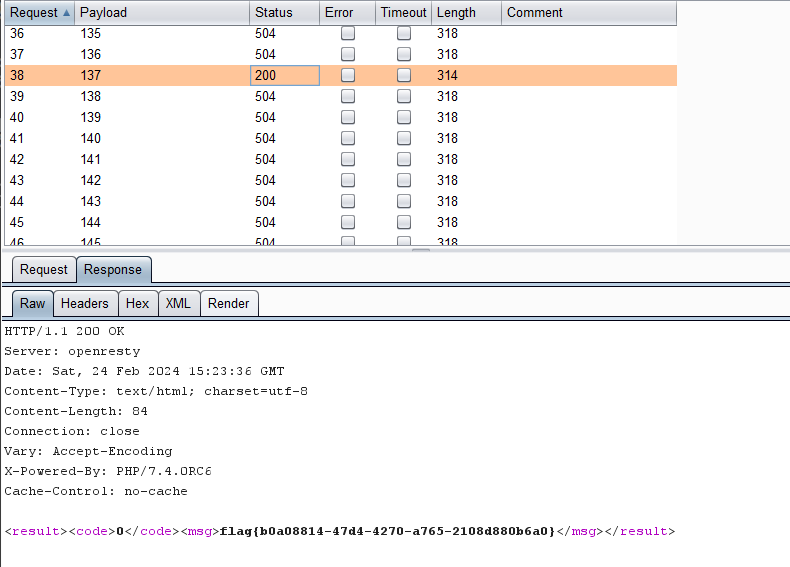 Request Payload Status Error Timeout Length Comment
36 135 504 318
37 136 504 318
38 137 200 314
39 138 504 318
40 139 504 318
41 140 504 318
42 141 504 318
43 142 504 318
44 143 504 318
45 144 504 318
46 145 504 318
Request Response
Raw Headers Hex XML Render
HTTP/1.1 200 OK
Server: openresty
Date: Sat, 24 Feb 2024 15:23:36 GMT
Content-Type: text/html; charset=utf-8
Content-Length: 84
Connection: close
Vary: Accept-Encoding
X-Powered-By: PHP/7.4.0RC6
Cache-Control: no-cache
<result><code>0</code><msg>flag{b0a08814-47d4-4270-a765-2108d880b6a0}</msg></result>